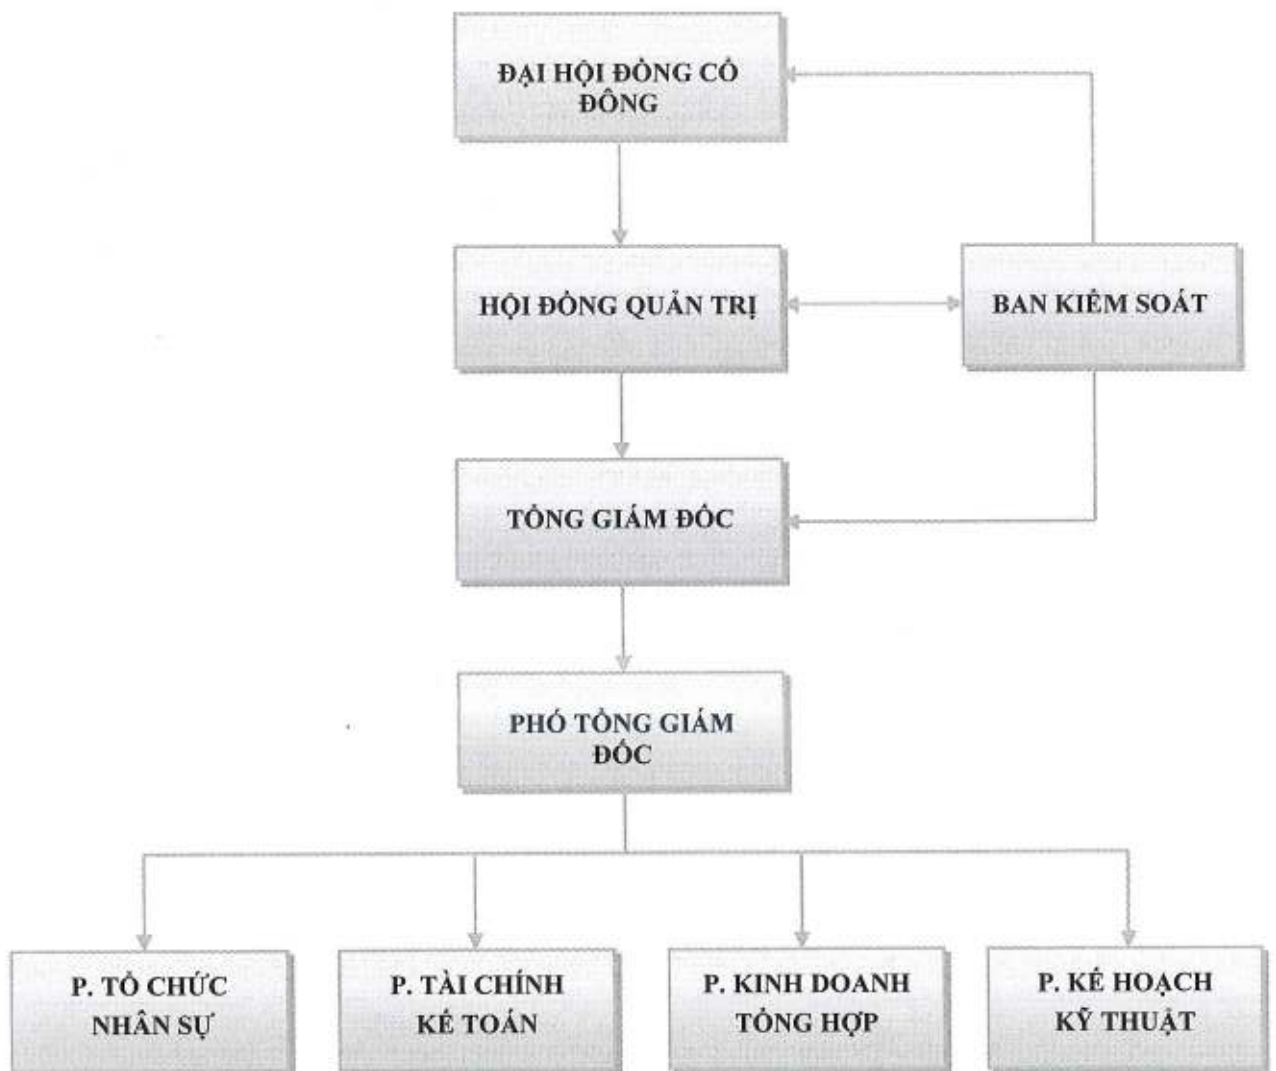 ĐẠI HỘI ĐỒNG CỔ
ĐÔNG
HỘI ĐỒNG QUẢN TRỊ
BAN KIỂM SOÁT
TỔNG GIÁM ĐỐC
PHÓ TỔNG GIÁM
ĐỐC
P. TỔ CHỨC
NHÂN SỰ
P. TÀI CHÍNH
KẾ TOÁN
P. KINH DOANH
TỔNG HỢP
P. KẾ HOẠCH
KỸ THUẬT